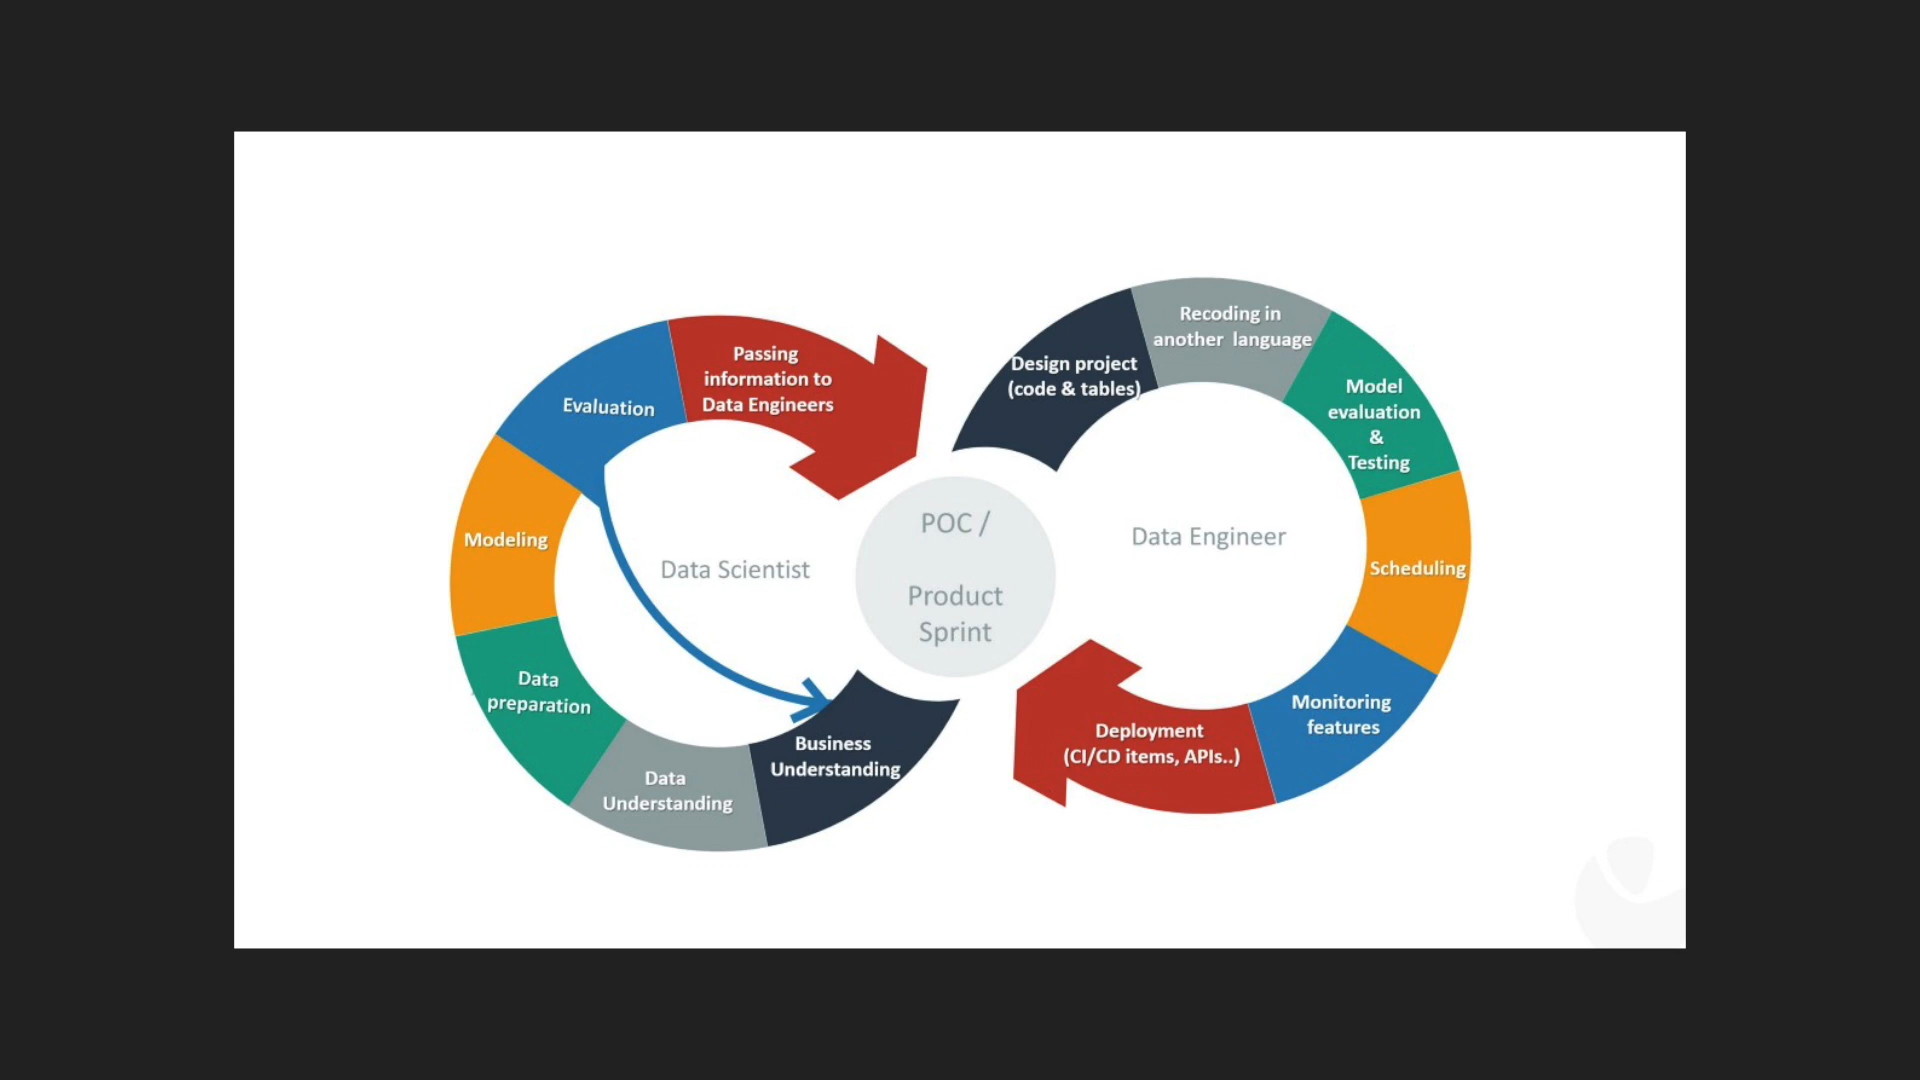 Passing
information to
Data Engineers
Evaluation
Modeling
Data
preparation
Data
Understanding
Business
Understanding
Data Scientist
POC /
Product
Sprint
Design project
(code & tables)
Recoding in
another language
Model
evaluation
&
Testing
Scheduling
Monitoring
features
Deployment
(CI/CD items, APIs..)
Data Engineer